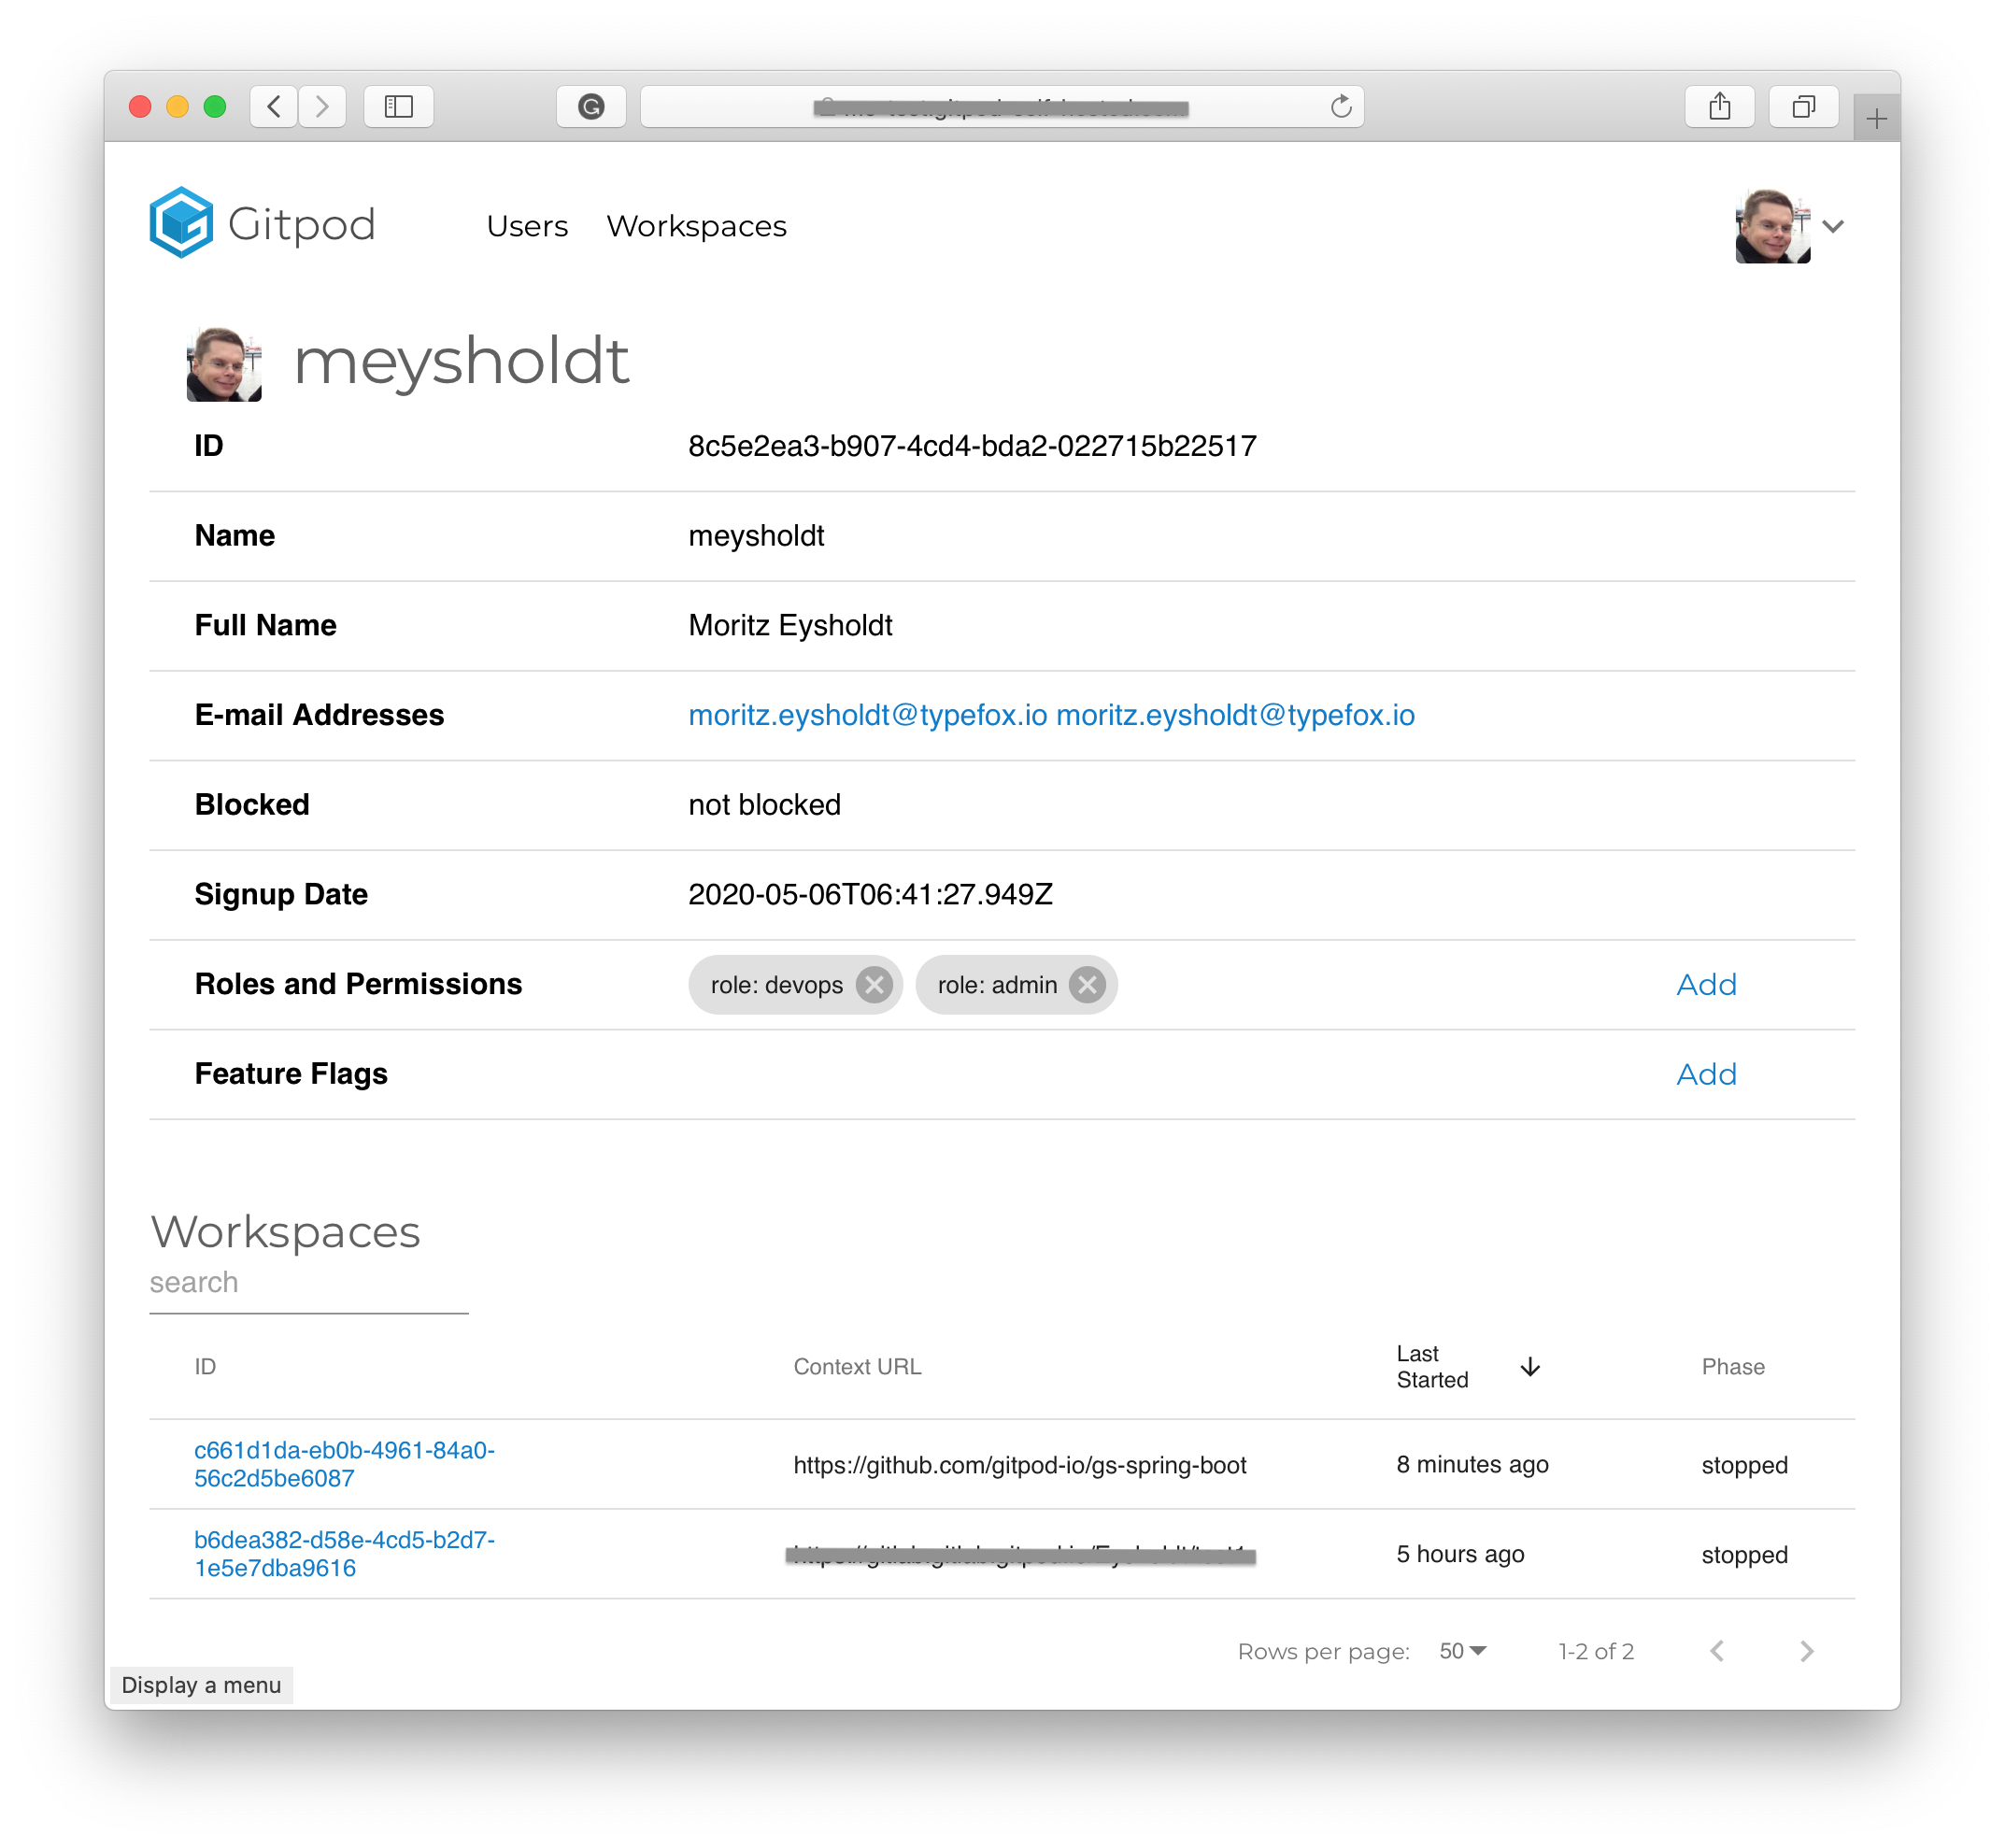 Gitpod
Users
Workspaces
meysholdt
ID 8c5e2ea3-b907-4cd4-bda2-022715b22517
Name meysholdt
Full Name Moritz Eysholdt
E-mail Addresses moritz.eysholdt@typefox.io moritz.eysholdt@typefox.io
Blocked not blocked
Signup Date 2020-05-06T06:41:27.949Z
Roles and Permissions role: devops role: admin Add
Feature Flags Add
Workspaces
search
ID Context URL Last Started Phase
c661d1da-eb0b-4961-84a0-
56c2d5be6087 https://github.com/gitpod-io/gs-spring-boot 8 minutes ago stopped
b6dea382-d58e-4cd5-b2d7-
1e5e7dba9616 5 hours ago stopped
Rows per page: 50 1-2 of 2
Display a menu